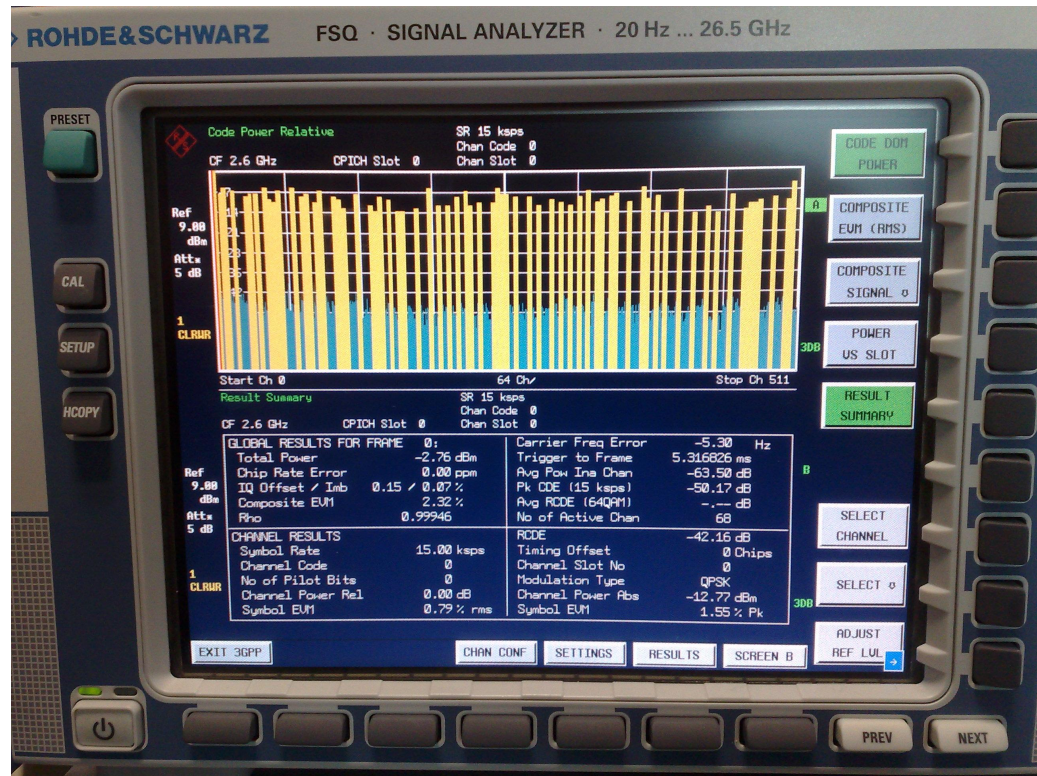 ROHDE&SCHWARZ FSQ · SIGNAL ANALYZER · 20 Hz ... 26.5 GHz
PRESET
CAL
SETUP
HCOPY
Code Power Relative SR 15 ksps
Chan Code 0
CF 2.6 GHz CPICH Slot 0 Chan Slot 0
Ref
9.00
dBm
Att*
5 dB
1
CLRWR
A
3DB
Start Ch 0 64 Ch/ Stop Ch 511
Result Summary SR 15 ksps
Chan Code 0
CF 2.6 GHz CPICH Slot 0 Chan Slot 0
Ref
9.00
dBm
Att*
5 dB
1
CLRWR
B
3DB
GLOBAL RESULTS FOR FRAME 0: Carrier Freq Error -5.30 Hz
Total Power -2.76 dBm Trigger to Frame 5.316826 ms
Chip Rate Error 0.00 ppm Avg Pow Ina Chan -63.50 dB
IQ Offset / Imb 0.15 / 0.07 % Pk CDE (15 ksps) -50.17 dB
Composite EVM 2.32 % Avg RCDE (64QAM) -.-- dB
Rho 0.99946 No of Active Chan 68
CHANNEL RESULTS RCDE -42.16 dB
Symbol Rate 15.00 ksps Timing Offset 0 Chips
Channel Code 0 Channel Slot No 0
No of Pilot Bits 0 Modulation Type QPSK
Channel Power Rel 0.00 dB Channel Power Abs -12.77 dBm
Symbol EVM 0.79 % rms Symbol EVM 1.55 % Pk
CODE DOM
POWER
COMPOSITE
EVM (RMS)
COMPOSITE
SIGNAL
POWER
VS SLOT
RESULT
SUMMARY
SELECT
CHANNEL
SELECT
ADJUST
REF LVL
EXIT 3GPP CHAN CONF SETTINGS RESULTS SCREEN B
PREV NEXT